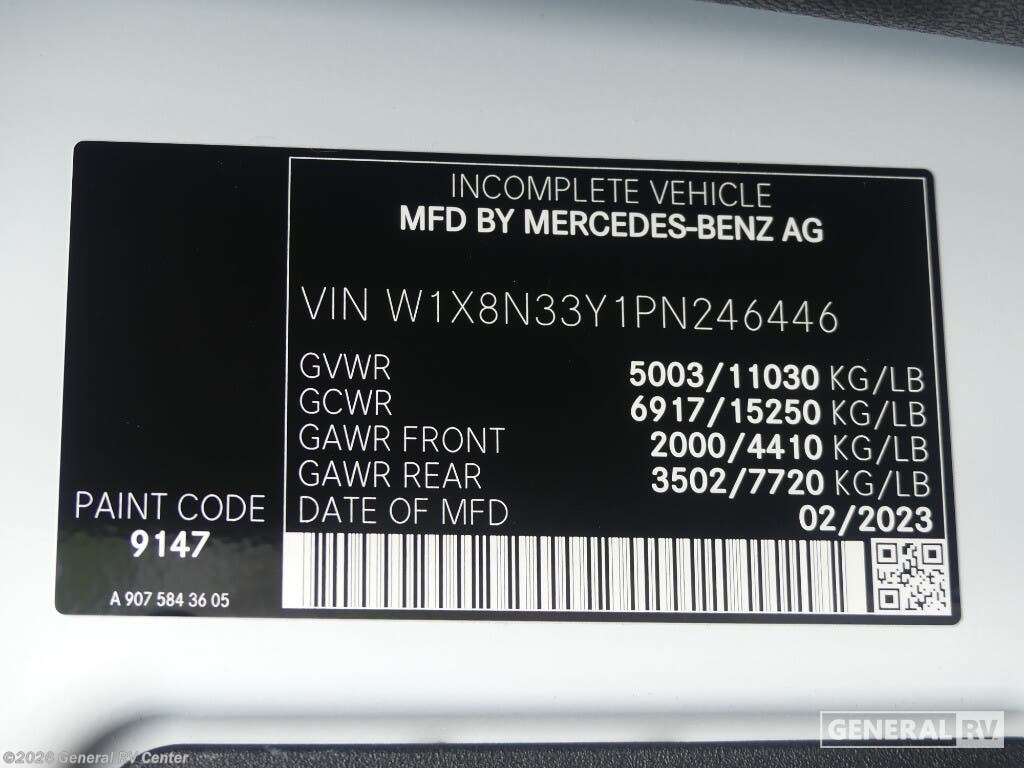 INCOMPLETE VEHICLE
MFD BY MERCEDES-BENZ AG
VIN W1X8N33Y1PN246446
GVWR 5003/11030 KG/LB
GCWR 6917/15250 KG/LB
GAWR FRONT 2000/4410 KG/LB
GAWR REAR 3502/7720 KG/LB
DATE OF MFD 02/2023
PAINT CODE
9147
A 907 584 36 05
GENERAL RV
©2026 General RV Center